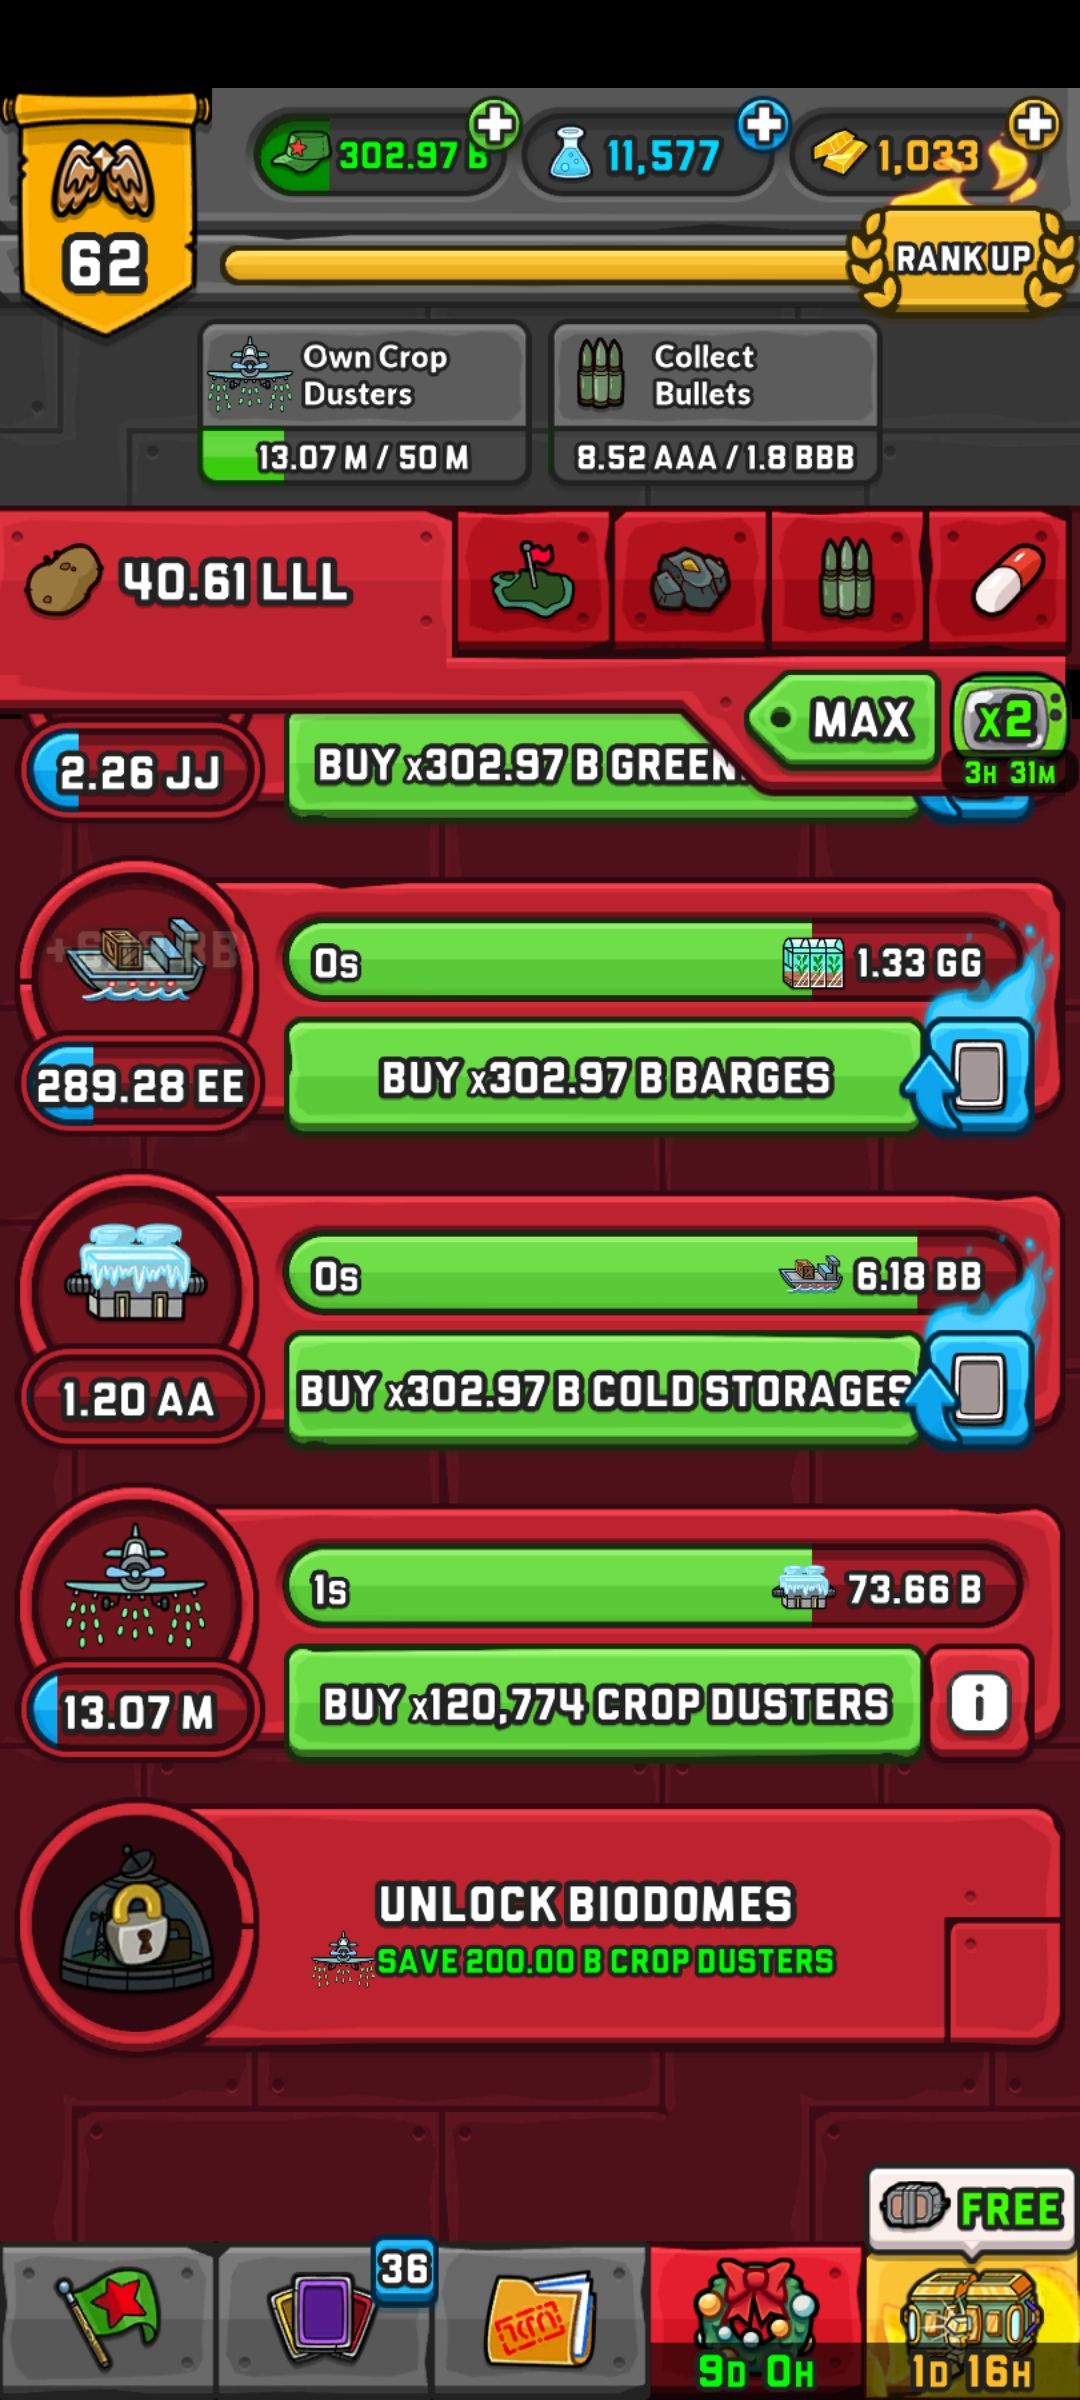 302.97 B
11,577
1,033
62
RANK UP
Own Crop
Dusters
13.07 M / 50 M
Collect
Bullets
8.52 AAA / 1.8 BBB
40.61 LLL
MAX
x2
3H 31M
2.26 JJ
BUY x302.97 B GREEN
0s
1.33 GG
289.28 EE
BUY x302.97 B BARGES
0s
6.18 BB
1.20 AA
BUY x302.97 B COLD STORAGES
1s
73.66 B
13.07 M
BUY x120,774 CROP DUSTERS
i
UNLOCK BIODOMES
SAVE 200.00 B CROP DUSTERS
FREE
36
9D 0H
1D 16H